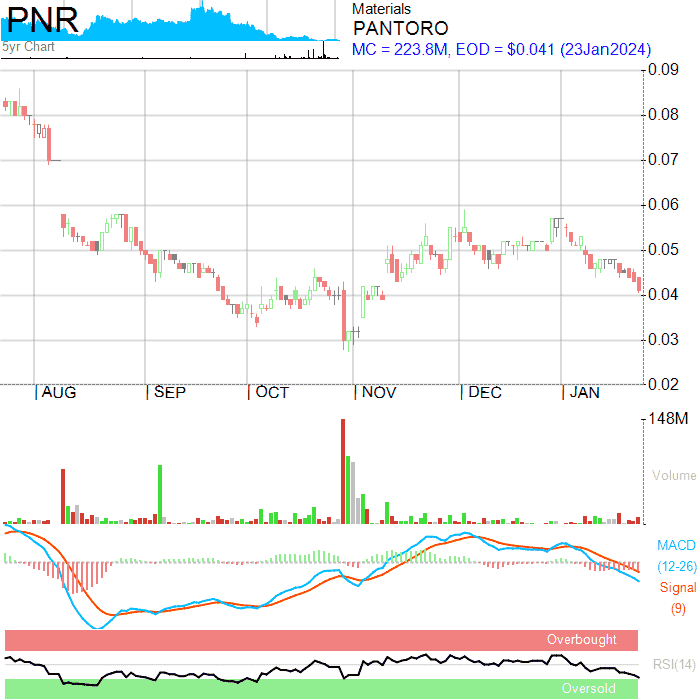 PNR
5yr Chart
Materials
PANTORO
MC = 223.8M, EOD = $0.041 (23Jan2024)
0.09
0.08
0.07
0.06
0.05
0.04
0.03
0.02
AUG SEP OCT NOV DEC JAN
148M
Volume
MACD
(12-26)
Signal
(9)
Overbought
RSI(14)
Oversold